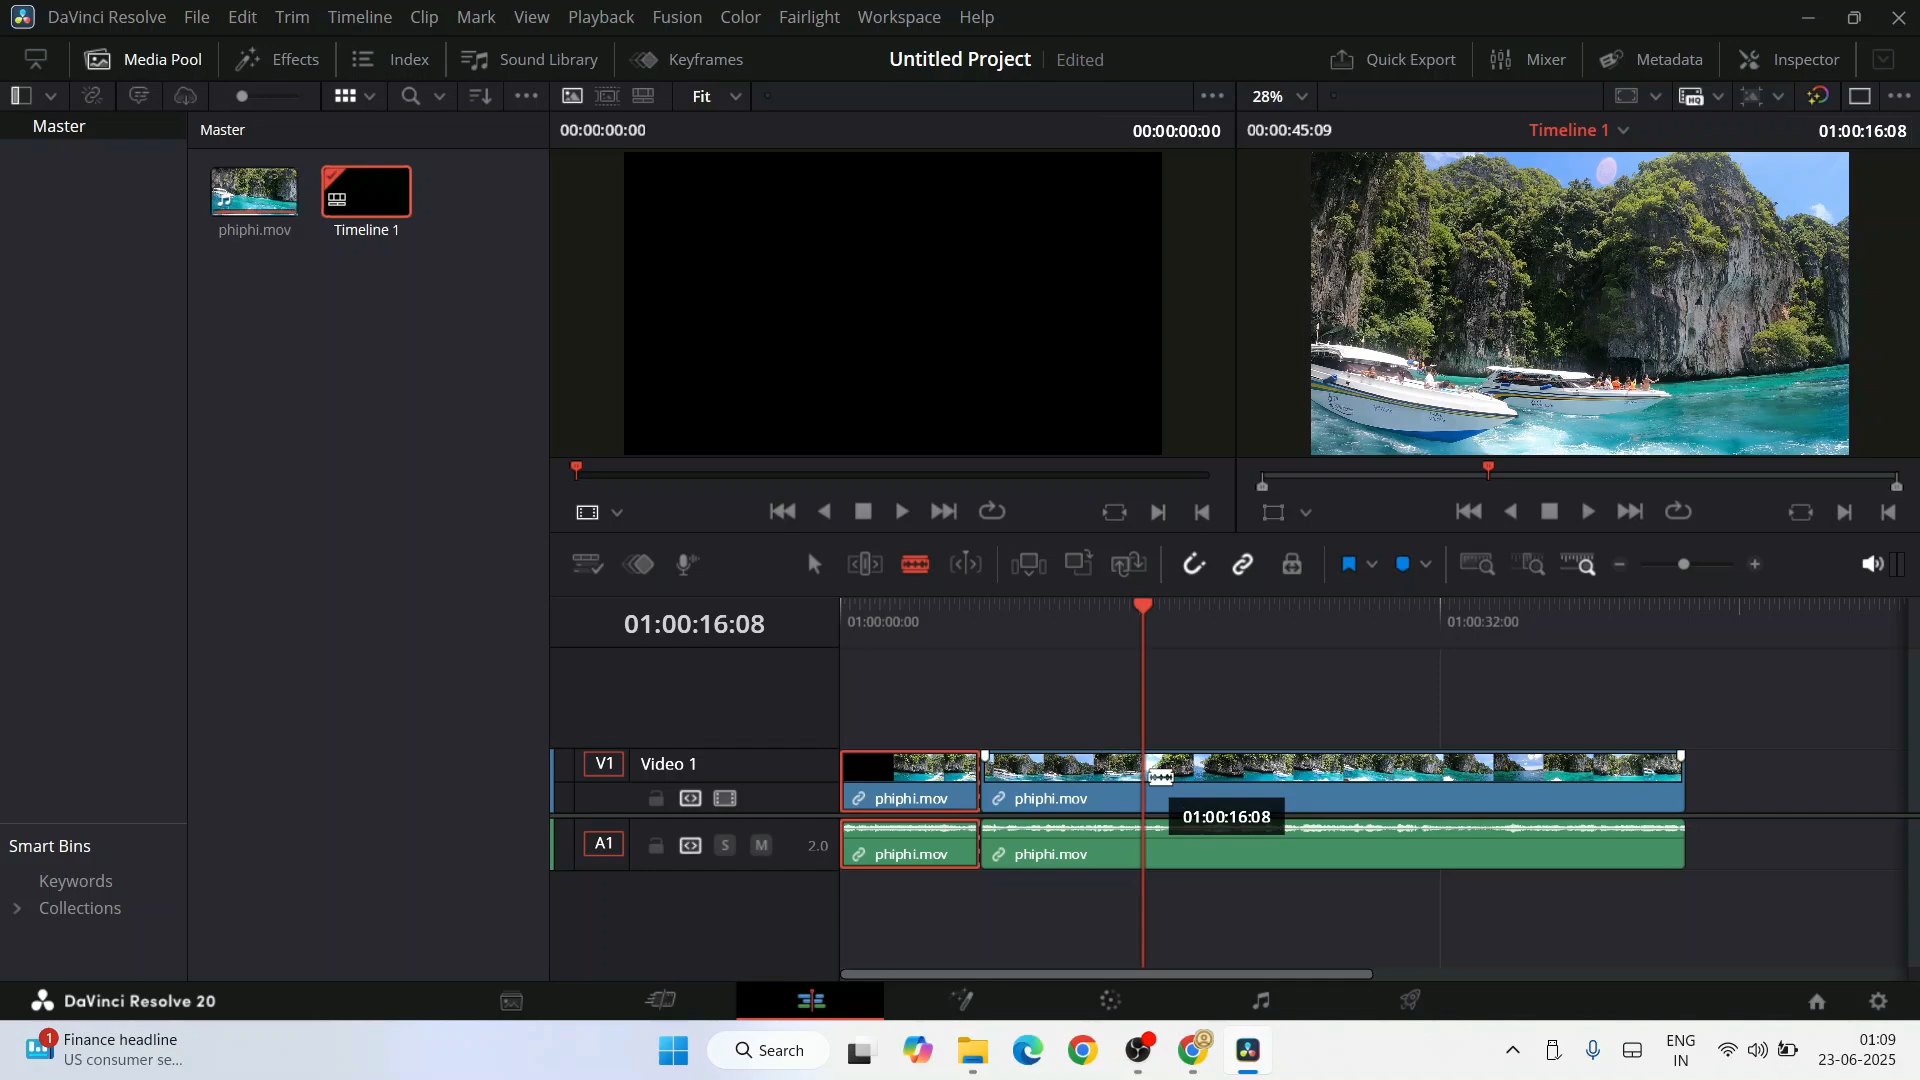 DaVinci Resolve File Edit Trim Timeline Clip Mark View Playback Fusion Color Fairlight Workspace Help
Media Pool Effects Index Sound Library Keyframes Untitled Project Edited Quick Export Mixer Metadata Inspector
Fit 28%
Master Master 00:00:00:00 00:00:00:00 00:00:45:09 Timeline 1 01:00:16:08
phiphi.mov Timeline 1
01:00:16:08 01:00:00:00 01:00:32:00
V1 Video 1
phiphi.mov phiphi.mov
01:00:16:08
A1 S M 2.0
phiphi.mov phiphi.mov
Smart Bins
Keywords
Collections
DaVinci Resolve 20
1 Finance headline
US consumer se...
Search
ENG
IN
01:09
23-06-2025